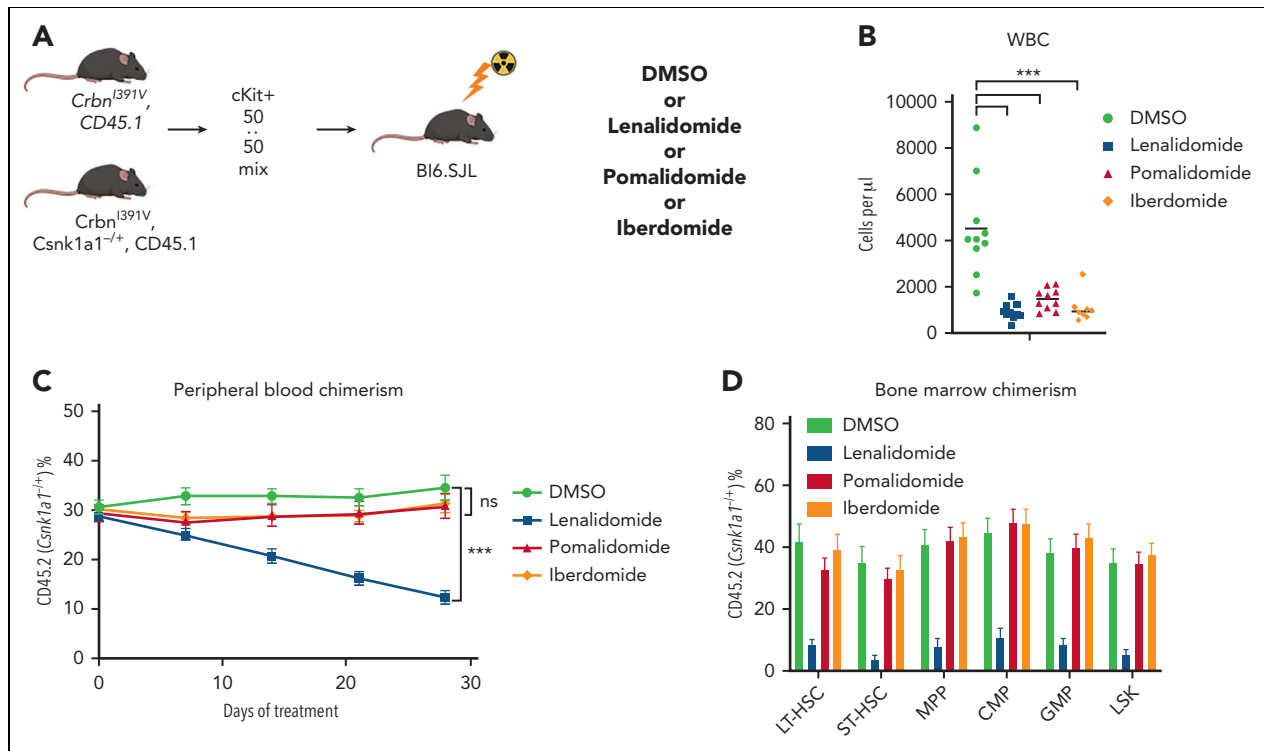 A
Crbn^I391V,
CD45.1
Crbn^I391V,
Csnk1a1^−/+, CD45.1
cKit+
50
:
50
mix
BI6.SJL
DMSO
or
Lenalidomide
or
Pomalidomide
or
Iberdomide
B
WBC
***
10000
8000
6000
4000
2000
0
Cells per μl
DMSO
Lenalidomide
Pomalidomide
Iberdomide
C
Peripheral blood chimerism
50
40
30
20
10
0
CD45.2 (Csnk1a1^−/+) %
0
10
20
30
Days of treatment
ns
***
DMSO
Lenalidomide
Pomalidomide
Iberdomide
D
Bone marrow chimerism
80
60
40
20
0
CD45.2 (Csnk1a1^−/+) %
DMSO
Lenalidomide
Pomalidomide
Iberdomide
LT-HSC
ST-HSC
MPP
CMP
GMP
LSK